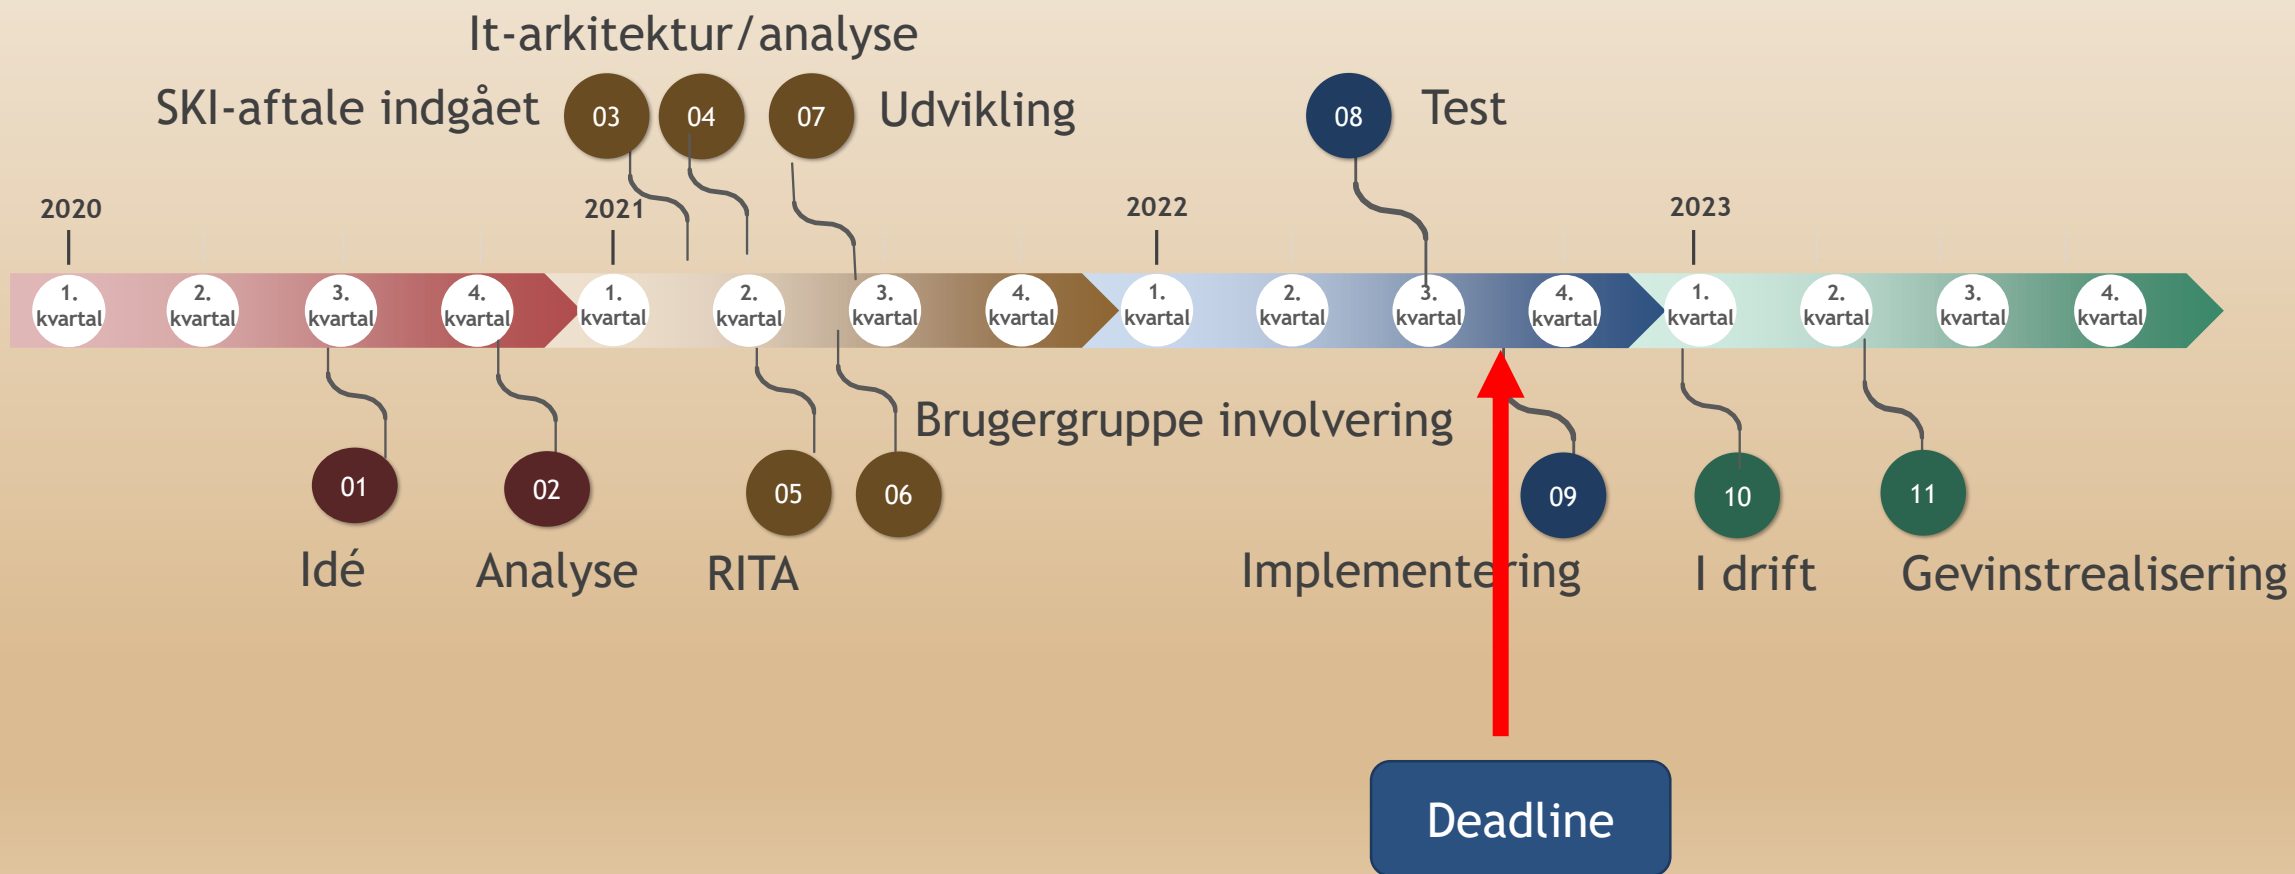 It-arkitektur/analyse
SKI-aftale indgået
03
04
07
Udvikling
08
Test
2020
2021
2022
2023
1.
kvartal
2.
kvartal
3.
kvartal
4.
kvartal
1.
kvartal
2.
kvartal
3.
kvartal
4.
kvartal
1.
kvartal
2.
kvartal
3.
kvartal
4.
kvartal
1.
kvartal
2.
kvartal
3.
kvartal
4.
kvartal
Brugergruppe involvering
01
02
05
06
09
10
11
Idé
Analyse
RITA
Implementering
I drift
Gevinstrealisering
Deadline